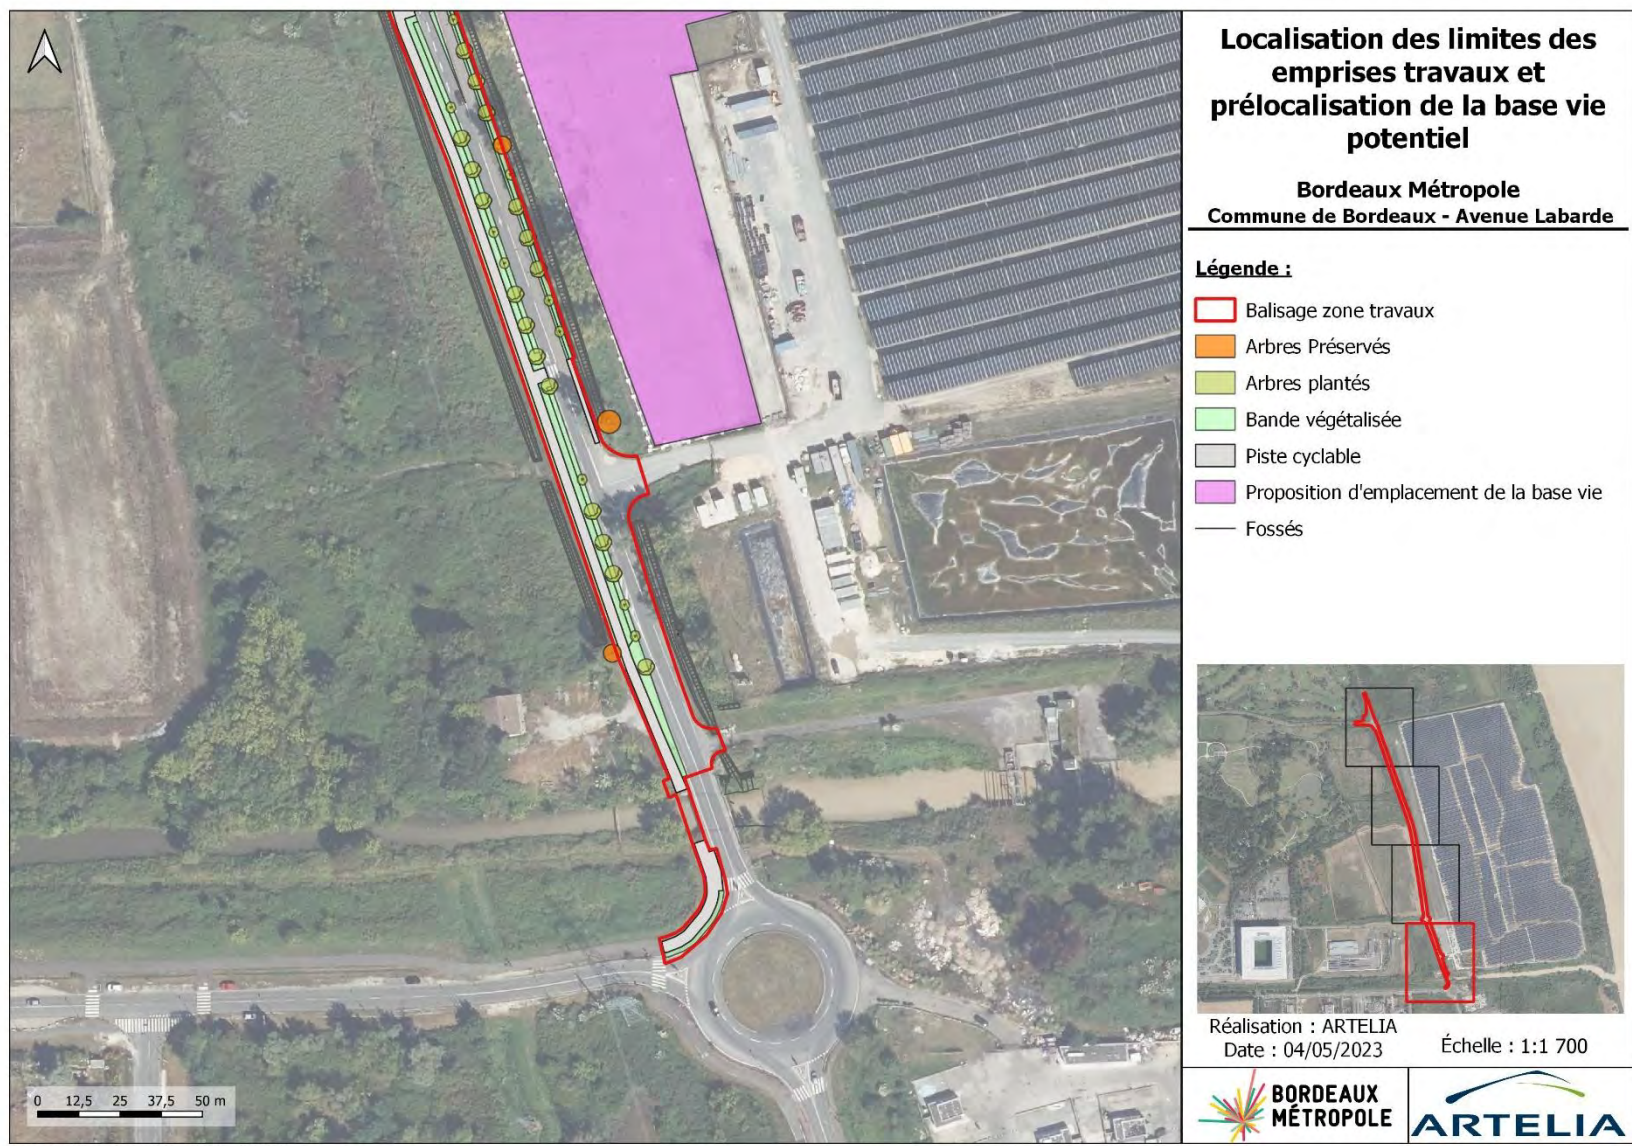 Localisation des limites des
emprises travaux et
prélocalisation de la base vie
potentiel
Bordeaux Métropole
Commune de Bordeaux - Avenue Labarde
Légende :
Balisage zone travaux
Arbres Préservés
Arbres plantés
Bande végétalisée
Piste cyclable
Proposition d'emplacement de la base vie
Fossés
Réalisation : ARTELIA
Date : 04/05/2023
Échelle : 1:1 700
0 12,5 25 37,5 50 m
BORDEAUX
MÉTROPOLE
ARTELIA